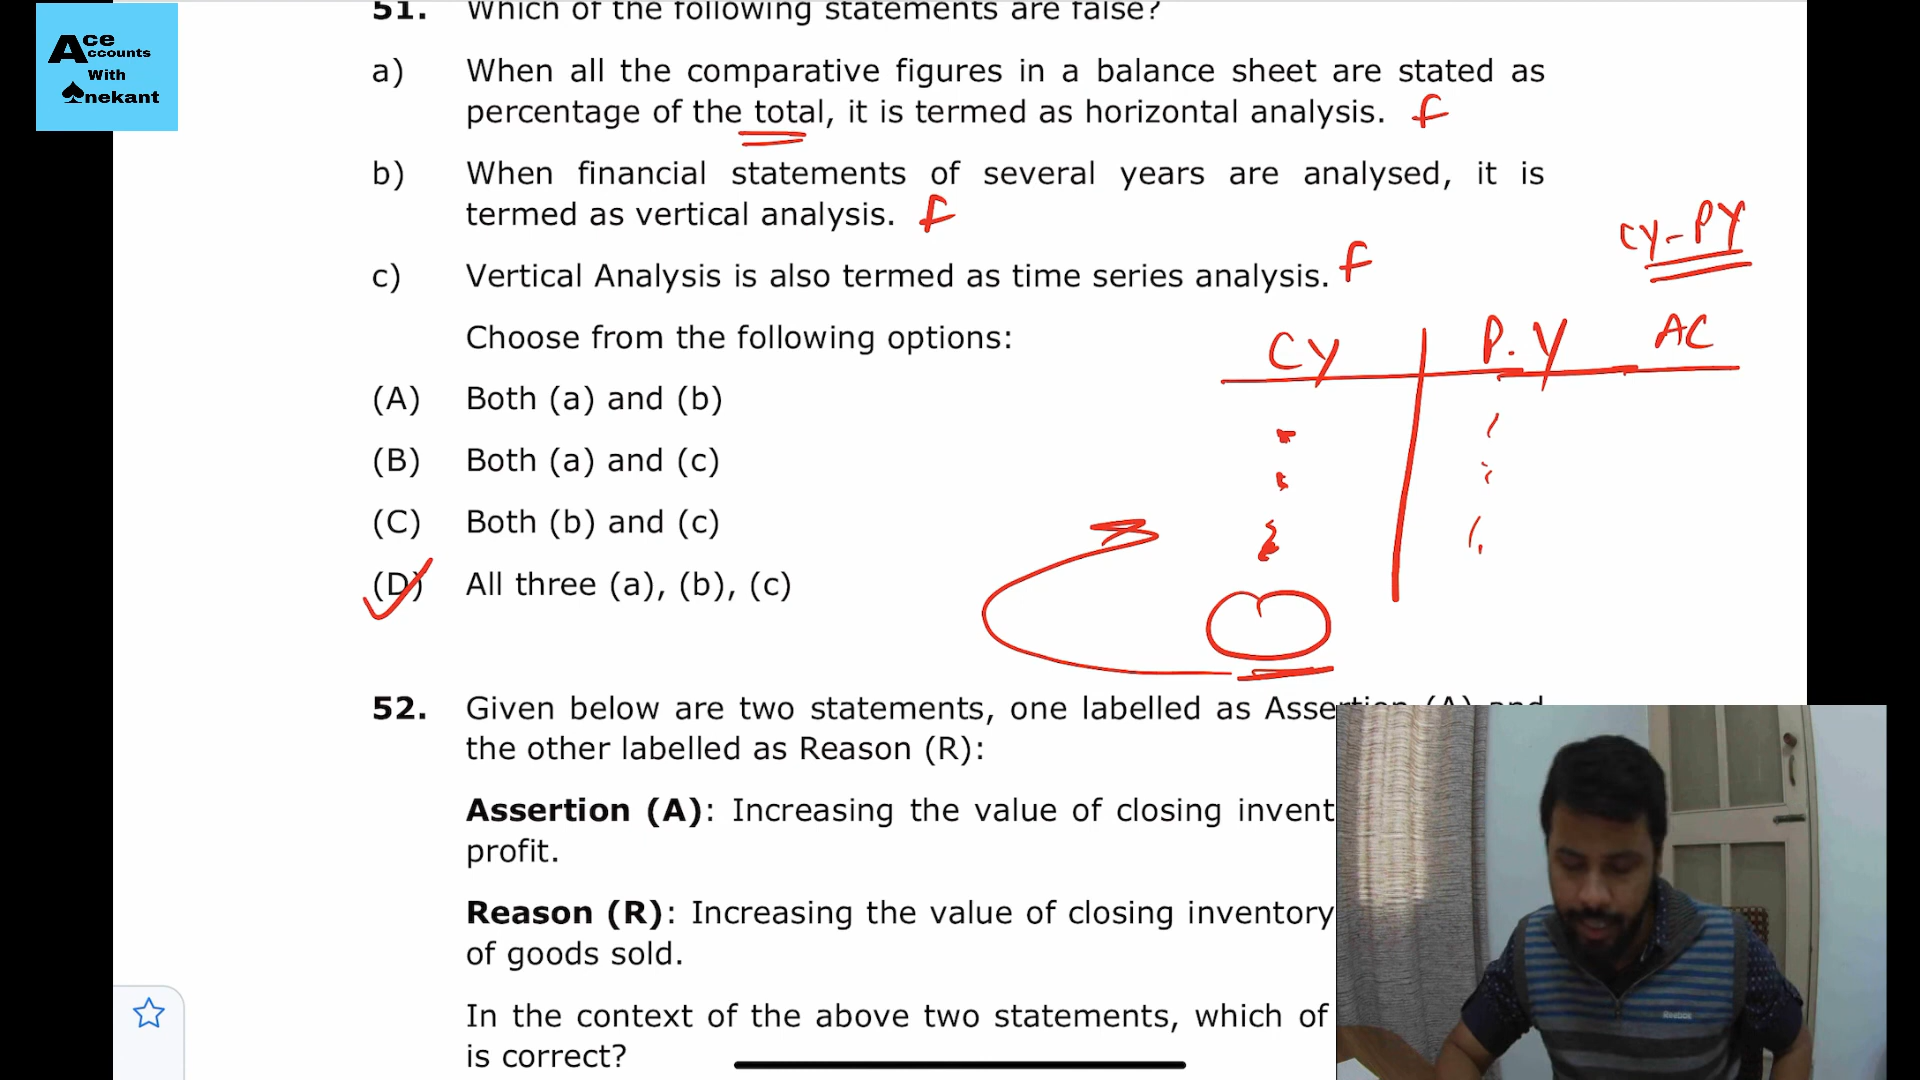 Ace
Accounts
With
Anekant
51. Which of the following statements are false?
a) When all the comparative figures in a balance sheet are stated as
percentage of the total, it is termed as horizontal analysis. F
b) When financial statements of several years are analysed, it is
termed as vertical analysis. F
c) Vertical Analysis is also termed as time series analysis. F
CY-PY
Choose from the following options:
CY P.Y AC
(A) Both (a) and (b)
(B) Both (a) and (c)
(C) Both (b) and (c)
(D) All three (a), (b), (c)
52. Given below are two statements, one labelled as Assertion (A) and
the other labelled as Reason (R):
Assertion (A): Increasing the value of closing invent
profit.
Reason (R): Increasing the value of closing inventory
of goods sold.
In the context of the above two statements, which of
is correct?
Reebok